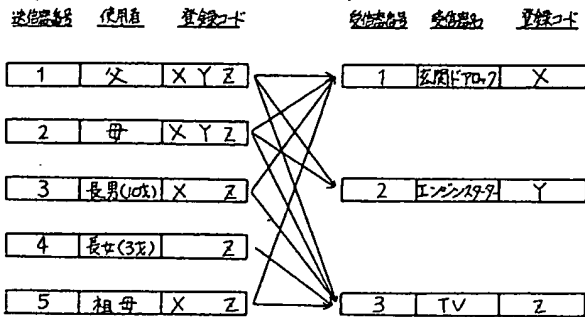 送信器番号 使用者 登録コード 受信器番号 受信器名 登録コード
1 父 X Y Z 1 玄関ドアロック X
2 母 X Y Z
3 長男(10才) X Z 2 エンジンスターター Y
4 長女(3才) Z
5 祖母 X Z 3 TV Z